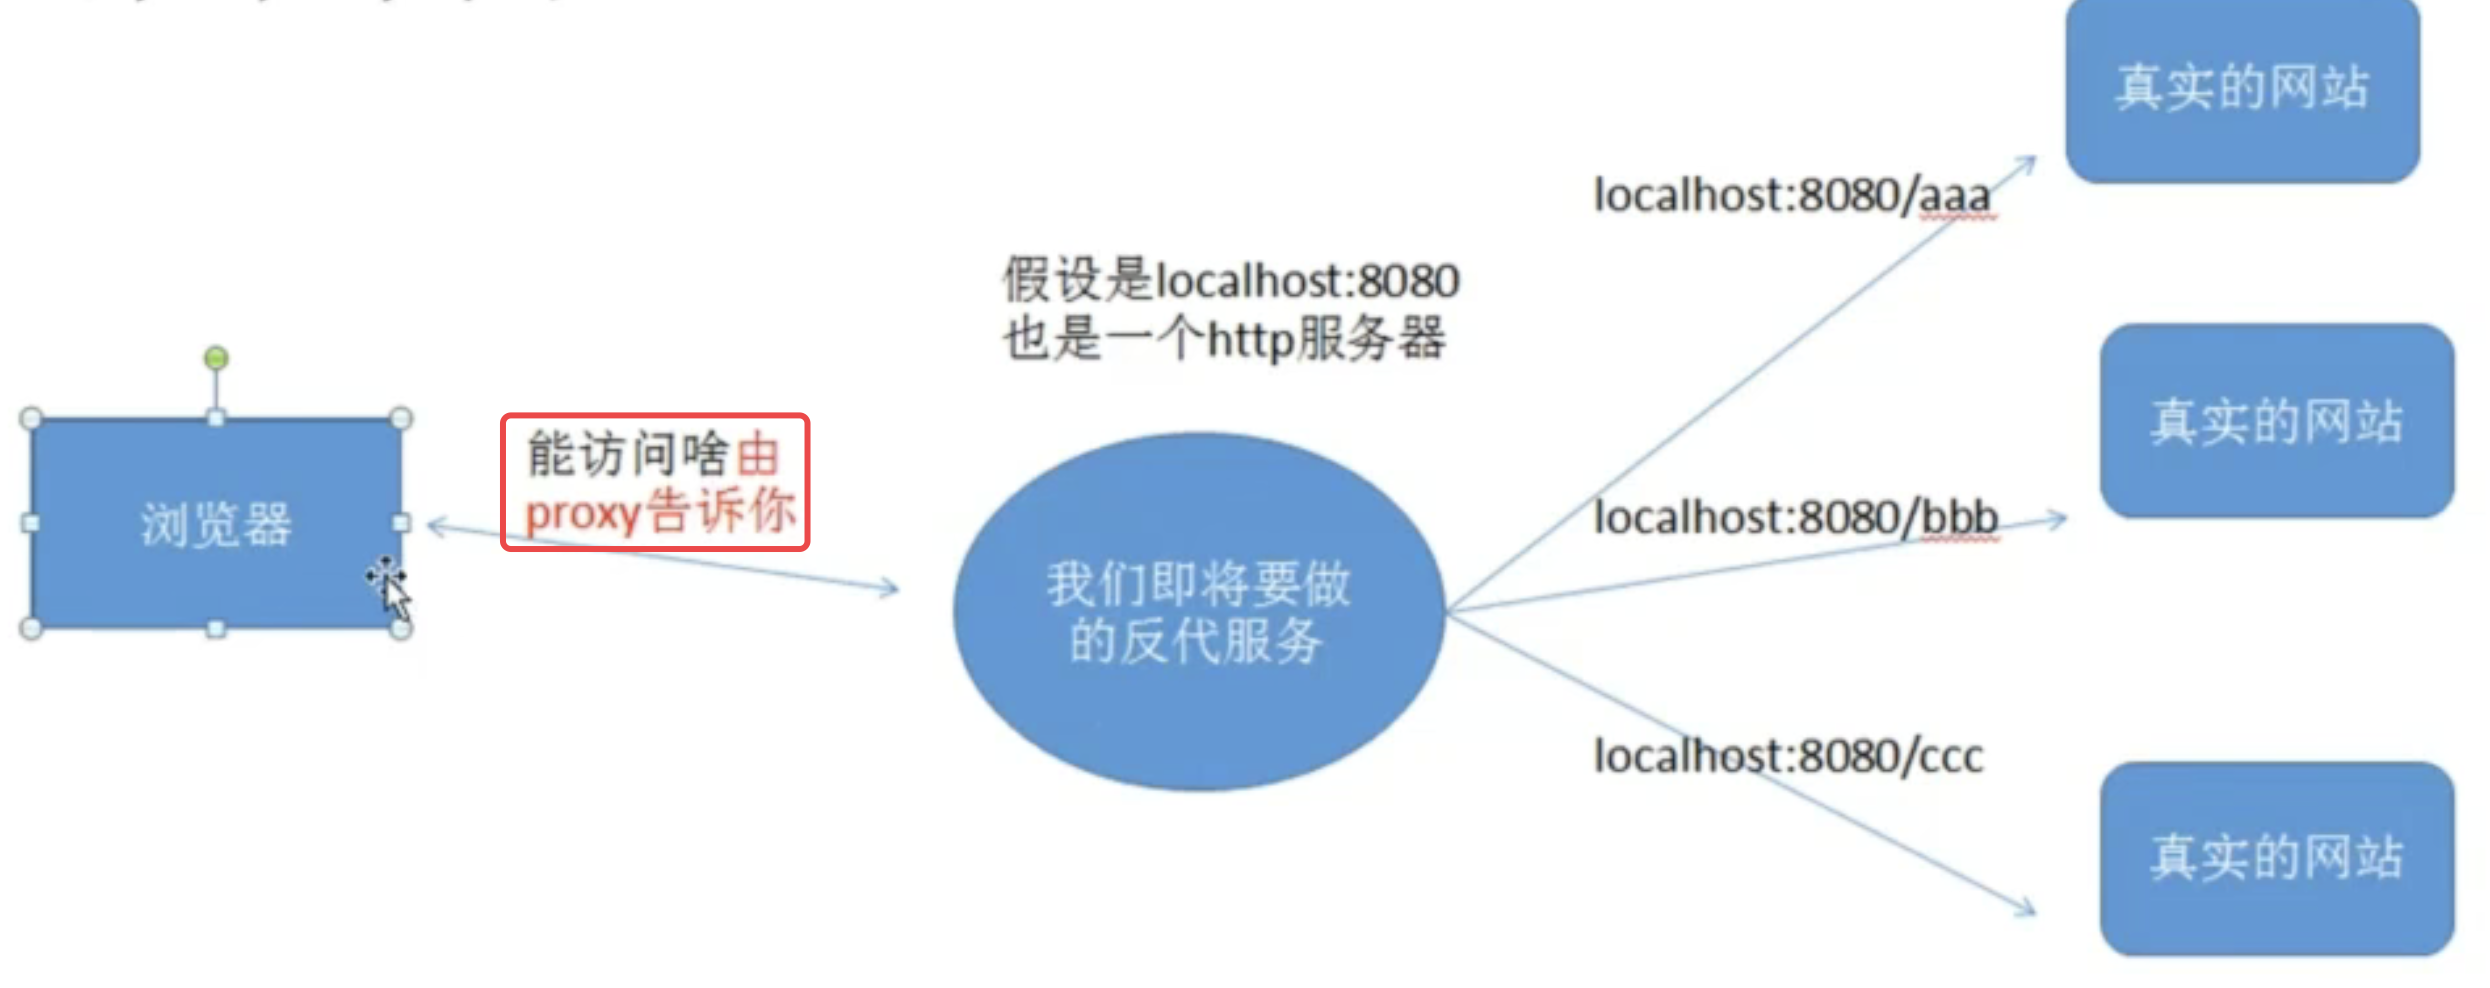 真实的网站
localhost:8080/aaa
假设是localhost:8080
也是一个http服务器
真实的网站
能访问啥由
proxy告诉你
浏览器
localhost:8080/bbb
我们即将要做
的反代服务
localhost:8080/ccc
真实的网站